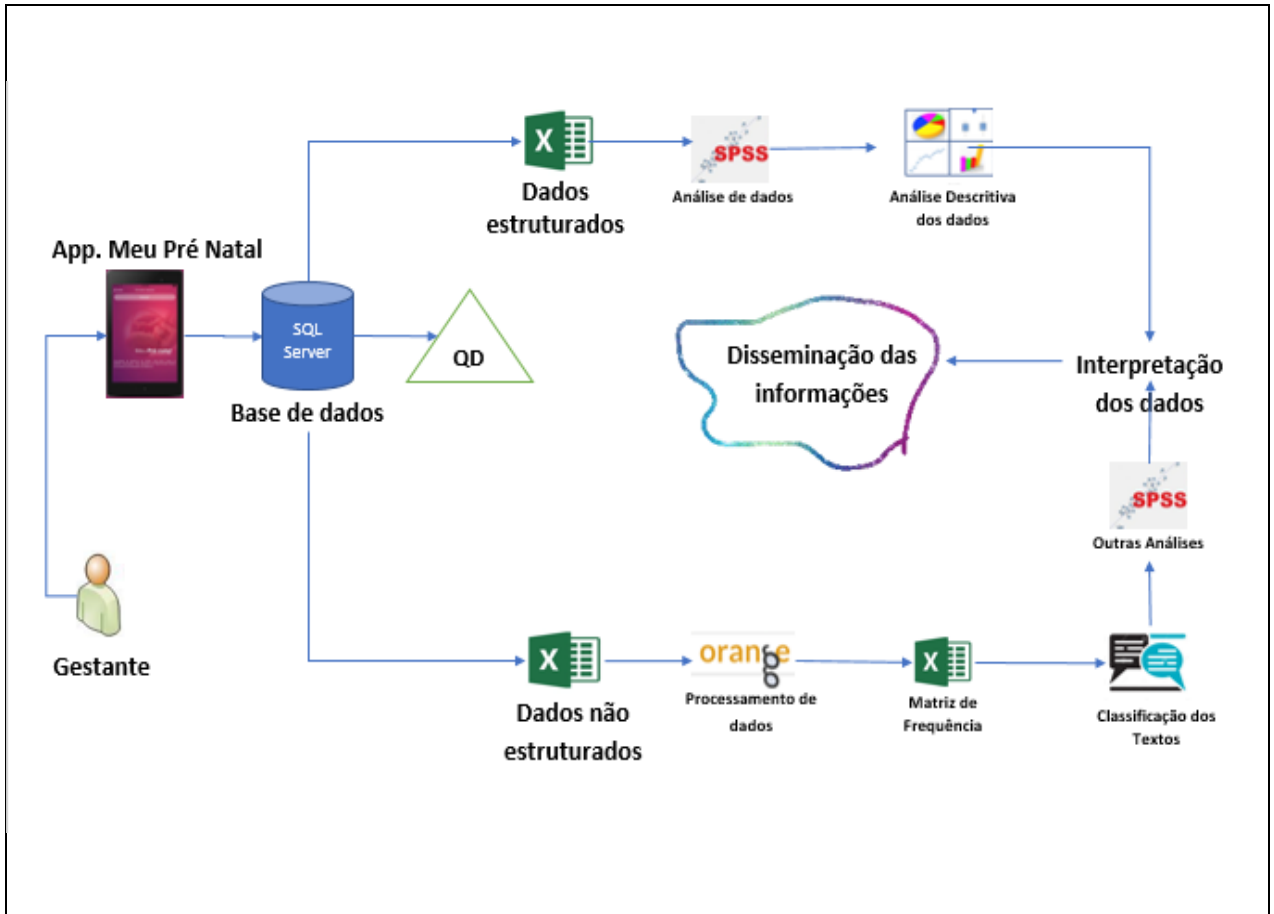 App. Meu Pré Natal
Gestante
SQL
Server
Base de dados
QD
X
Dados
estruturados
SPSS
Análise de dados
Análise Descritiva
dos dados
Disseminação das
informações
Interpretação
dos dados
SPSS
Outras Análises
X
Dados não
estruturados
orange
Processamento de
dados
X
Matriz de
Frequência
Classificação dos
Textos